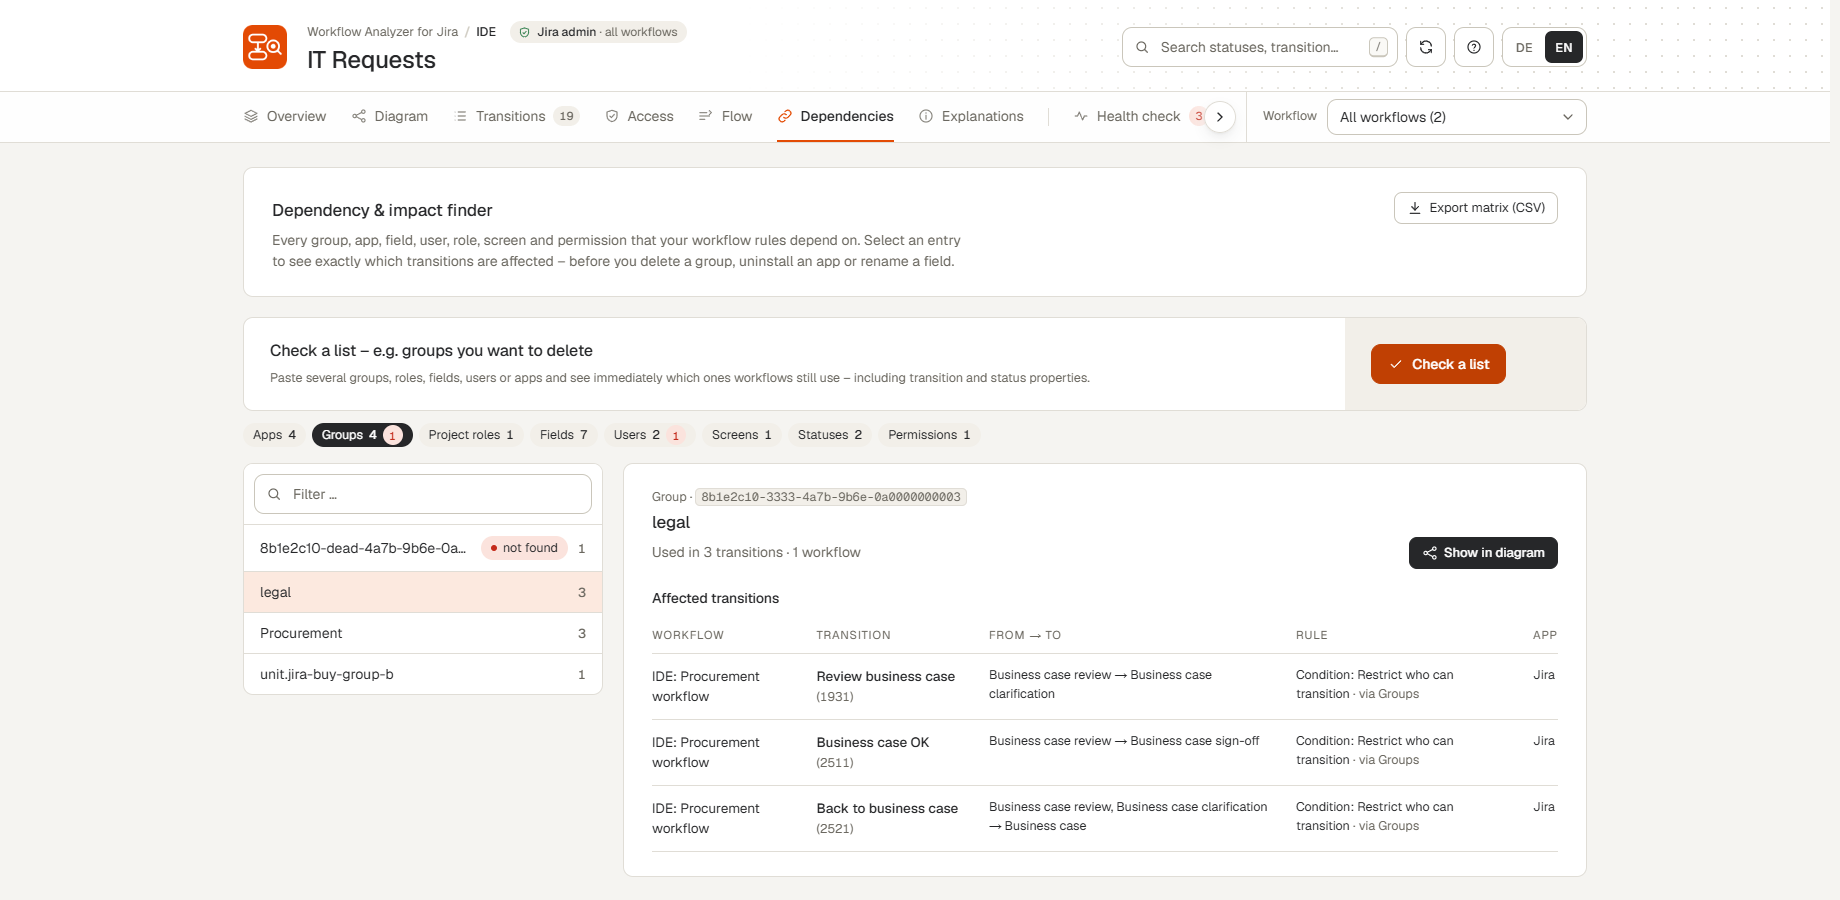 Workflow Analyzer for Jira / IDE
Jira admin · all workflows
IT Requests
Search statuses, transition... /
DE EN
Overview
Diagram
Transitions 19
Access
Flow
Dependencies
Explanations
Health check 3
Workflow
All workflows (2)
Dependency & impact finder
Export matrix (CSV)
Every group, app, field, user, role, screen and permission that your workflow rules depend on. Select an entry
to see exactly which transitions are affected – before you delete a group, uninstall an app or rename a field.
Check a list – e.g. groups you want to delete
Paste several groups, roles, fields, users or apps and see immediately which ones workflows still use – including transition and status properties.
Check a list
Apps 4
Groups 4 1
Project roles 1
Fields 7
Users 2 1
Screens 1
Statuses 2
Permissions 1
Filter ...
8b1e2c10-dead-4a7b-9b6e-0a... not found 1
legal 3
Procurement 3
unit.jira-buy-group-b 1
Group · 8b1e2c10-3333-4a7b-9b6e-0a0000000003
legal
Used in 3 transitions · 1 workflow
Show in diagram
Affected transitions
WORKFLOW TRANSITION FROM → TO RULE APP
IDE: Procurement workflow
Review business case (1931)
Business case review → Business case clarification
Condition: Restrict who can transition · via Groups
Jira
IDE: Procurement workflow
Business case OK (2511)
Business case review → Business case sign-off
Condition: Restrict who can transition · via Groups
Jira
IDE: Procurement workflow
Back to business case (2521)
Business case review, Business case clarification → Business case
Condition: Restrict who can transition · via Groups
Jira